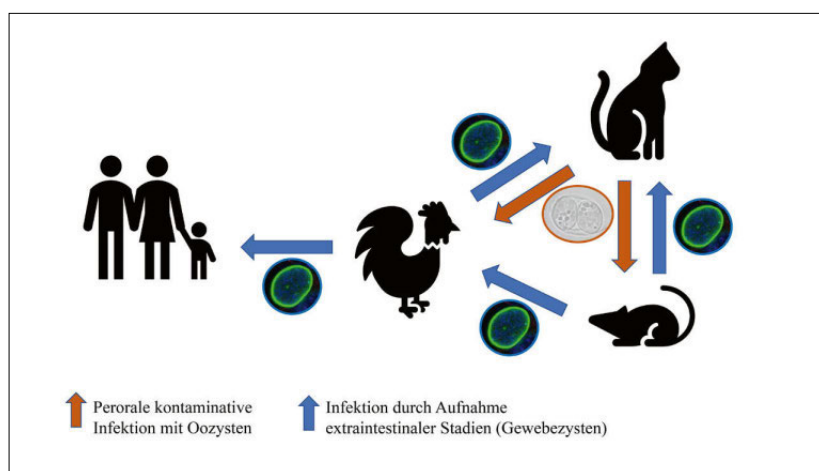 Perorale kontaminative
Infektion mit Oozysten
Infektion durch Aufnahme
extraintestinaler Stadien (Gewebezysten)